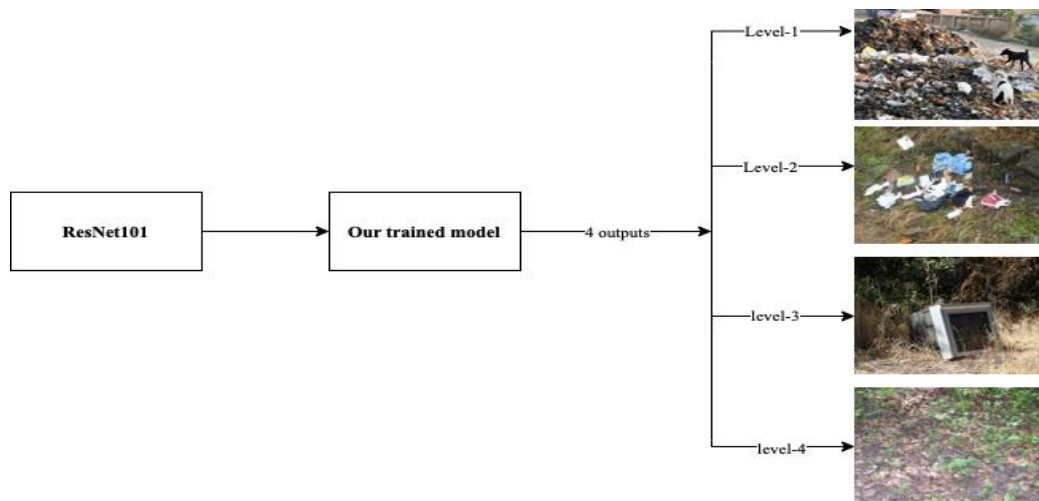 Level-1
Level-2
ResNet101
Our trained model
4 outputs
level-3
level-4